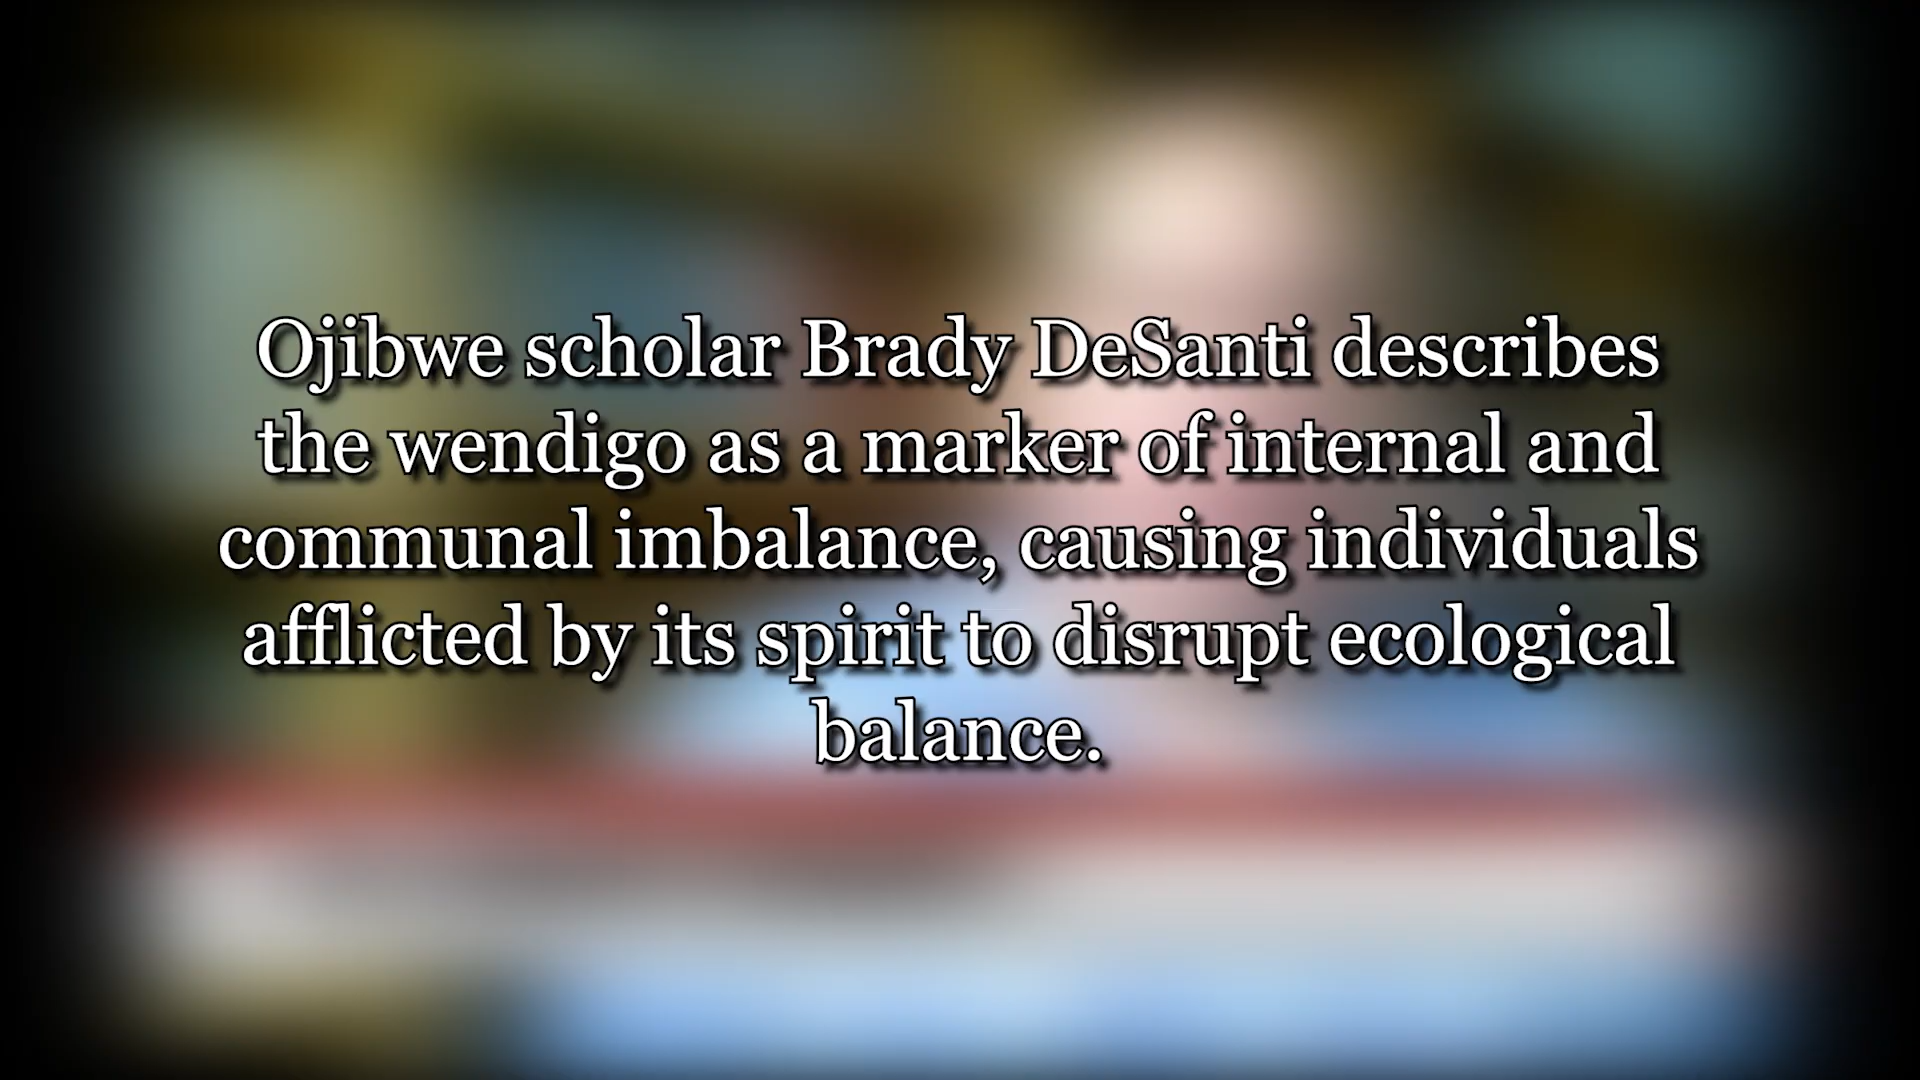 Ojibwe scholar Brady DeSanti describes
the wendigo as a marker of internal and
communal imbalance, causing individuals
afflicted by its spirit to disrupt ecological
balance.